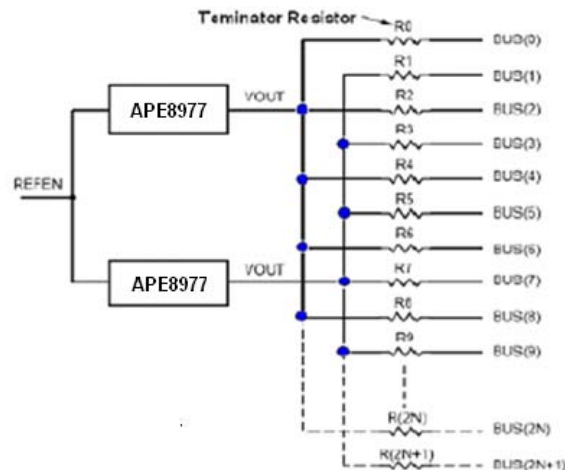 Teminator Resistor
R0
BUS(0)
R1
BUS(1)
APE8977
VOUT
R2
BUS(2)
R3
BUS(3)
R4
BUS(4)
REFEN
R5
BUS(5)
R6
BUS(6)
APE8977
VOUT
R7
BUS(7)
R8
BUS(8)
R9
BUS(9)
R(2N)
BUS(2N)
R(2N+1)
BUS(2N+1)